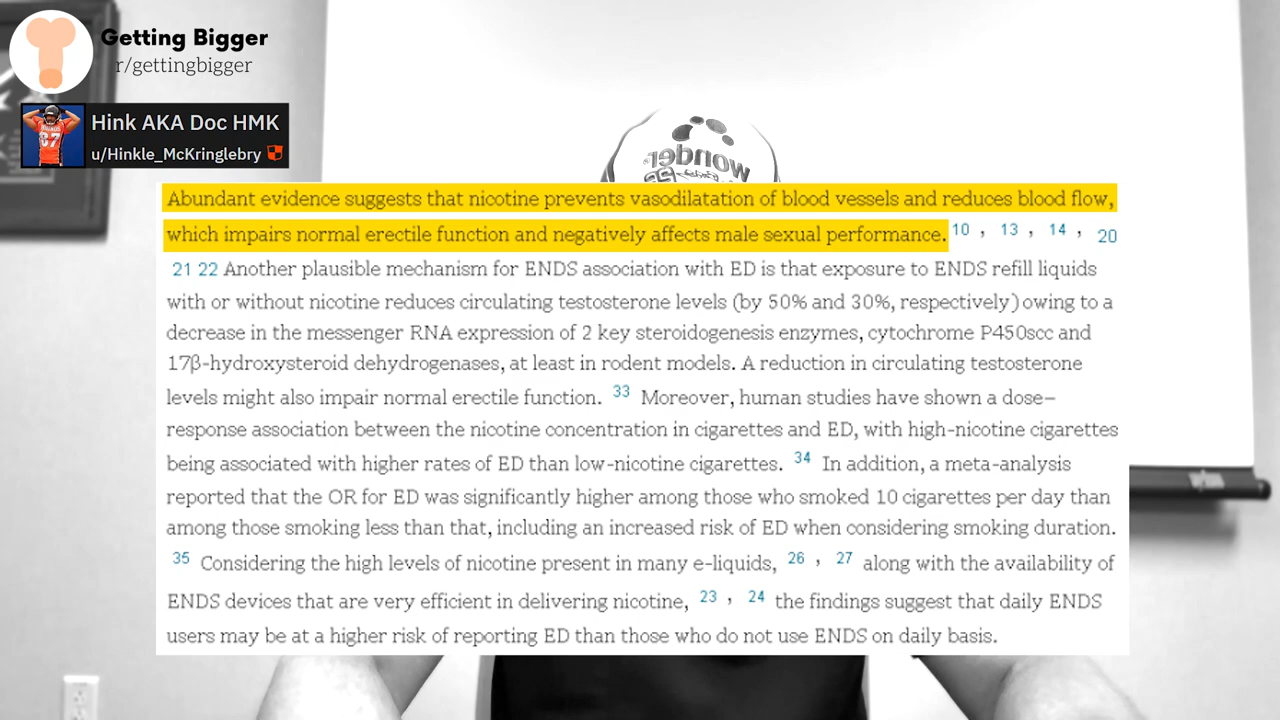 Getting Bigger
r/gettingbigger
Hink AKA Doc HMK
u/Hinkle_McKringlebry
wonder
Abundant evidence suggests that nicotine prevents vasodilatation of blood vessels and reduces blood flow,
which impairs normal erectile function and negatively affects male sexual performance. 10 , 13 , 14 , 20
21 22 Another plausible mechanism for ENDS association with ED is that exposure to ENDS refill liquids
with or without nicotine reduces circulating testosterone levels (by 50% and 30%, respectively) owing to a
decrease in the messenger RNA expression of 2 key steroidogenesis enzymes, cytochrome P450scc and
17β-hydroxysteroid dehydrogenases, at least in rodent models. A reduction in circulating testosterone
levels might also impair normal erectile function. 33 Moreover, human studies have shown a dose–
response association between the nicotine concentration in cigarettes and ED, with high-nicotine cigarettes
being associated with higher rates of ED than low-nicotine cigarettes. 34 In addition, a meta-analysis
reported that the OR for ED was significantly higher among those who smoked 10 cigarettes per day than
among those smoking less than that, including an increased risk of ED when considering smoking duration.
35 Considering the high levels of nicotine present in many e-liquids, 26 , 27 along with the availability of
ENDS devices that are very efficient in delivering nicotine, 23 , 24 the findings suggest that daily ENDS
users may be at a higher risk of reporting ED than those who do not use ENDS on daily basis.